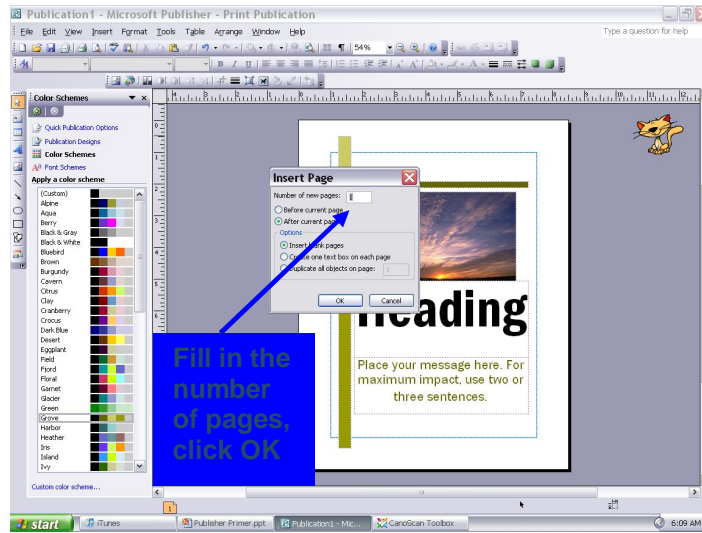 Publication1 - Microsoft Publisher - Print Publication
File Edit View Insert Format Tools Table Arrange Window Help
Type a question for help
54%
Color Schemes
Quick Publication Options
Publication Designs
Color Schemes
Font Schemes
Apply a color scheme
(Custom)
Alpine
Aqua
Berry
Black & Gray
Black & White
Bluebird
Brown
Burgundy
Cavern
Citrus
Clay
Cranberry
Crocus
Dark Blue
Desert
Eggplant
Field
Fjord
Floral
Garnet
Glacier
Green
Grove
Harbor
Heather
Iris
Island
Ivy
Custom color scheme...
Insert Page
Number of new pages: 1
Before current page
After current page
Options
Insert blank pages
Create one text box on each page
Duplicate all objects on page: 1
OK Cancel
Heading
Place your message here. For
maximum impact, use two or
three sentences.
Fill in the
number
of pages,
click OK
1
start
iTunes
Publisher Primer.ppt
Publication1 - Mic...
CanoScan Toolbox
6:09 AM